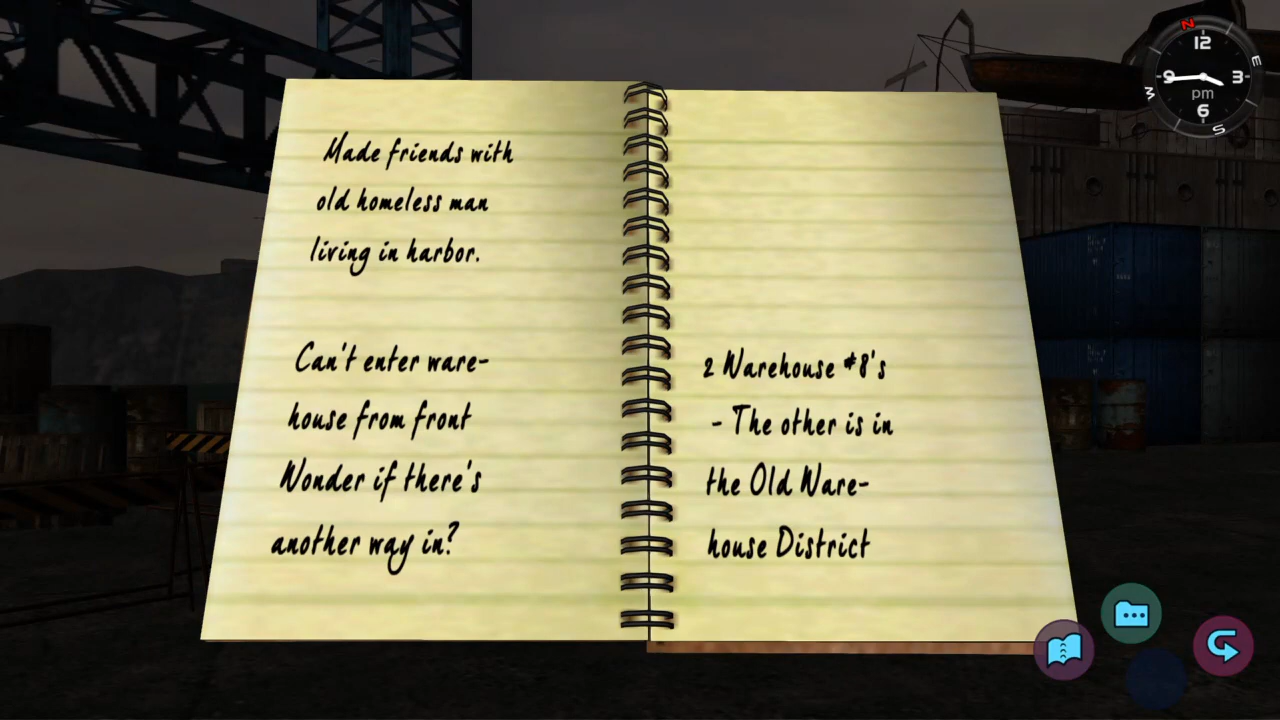 Made friends with
old homeless man
living in harbor.
Can't enter ware-
house from front
Wonder if there's
another way in?
2 Warehouse #8's
- The other is in
the Old Ware-
house District
N
12
E
9
3
pm
W
6
S